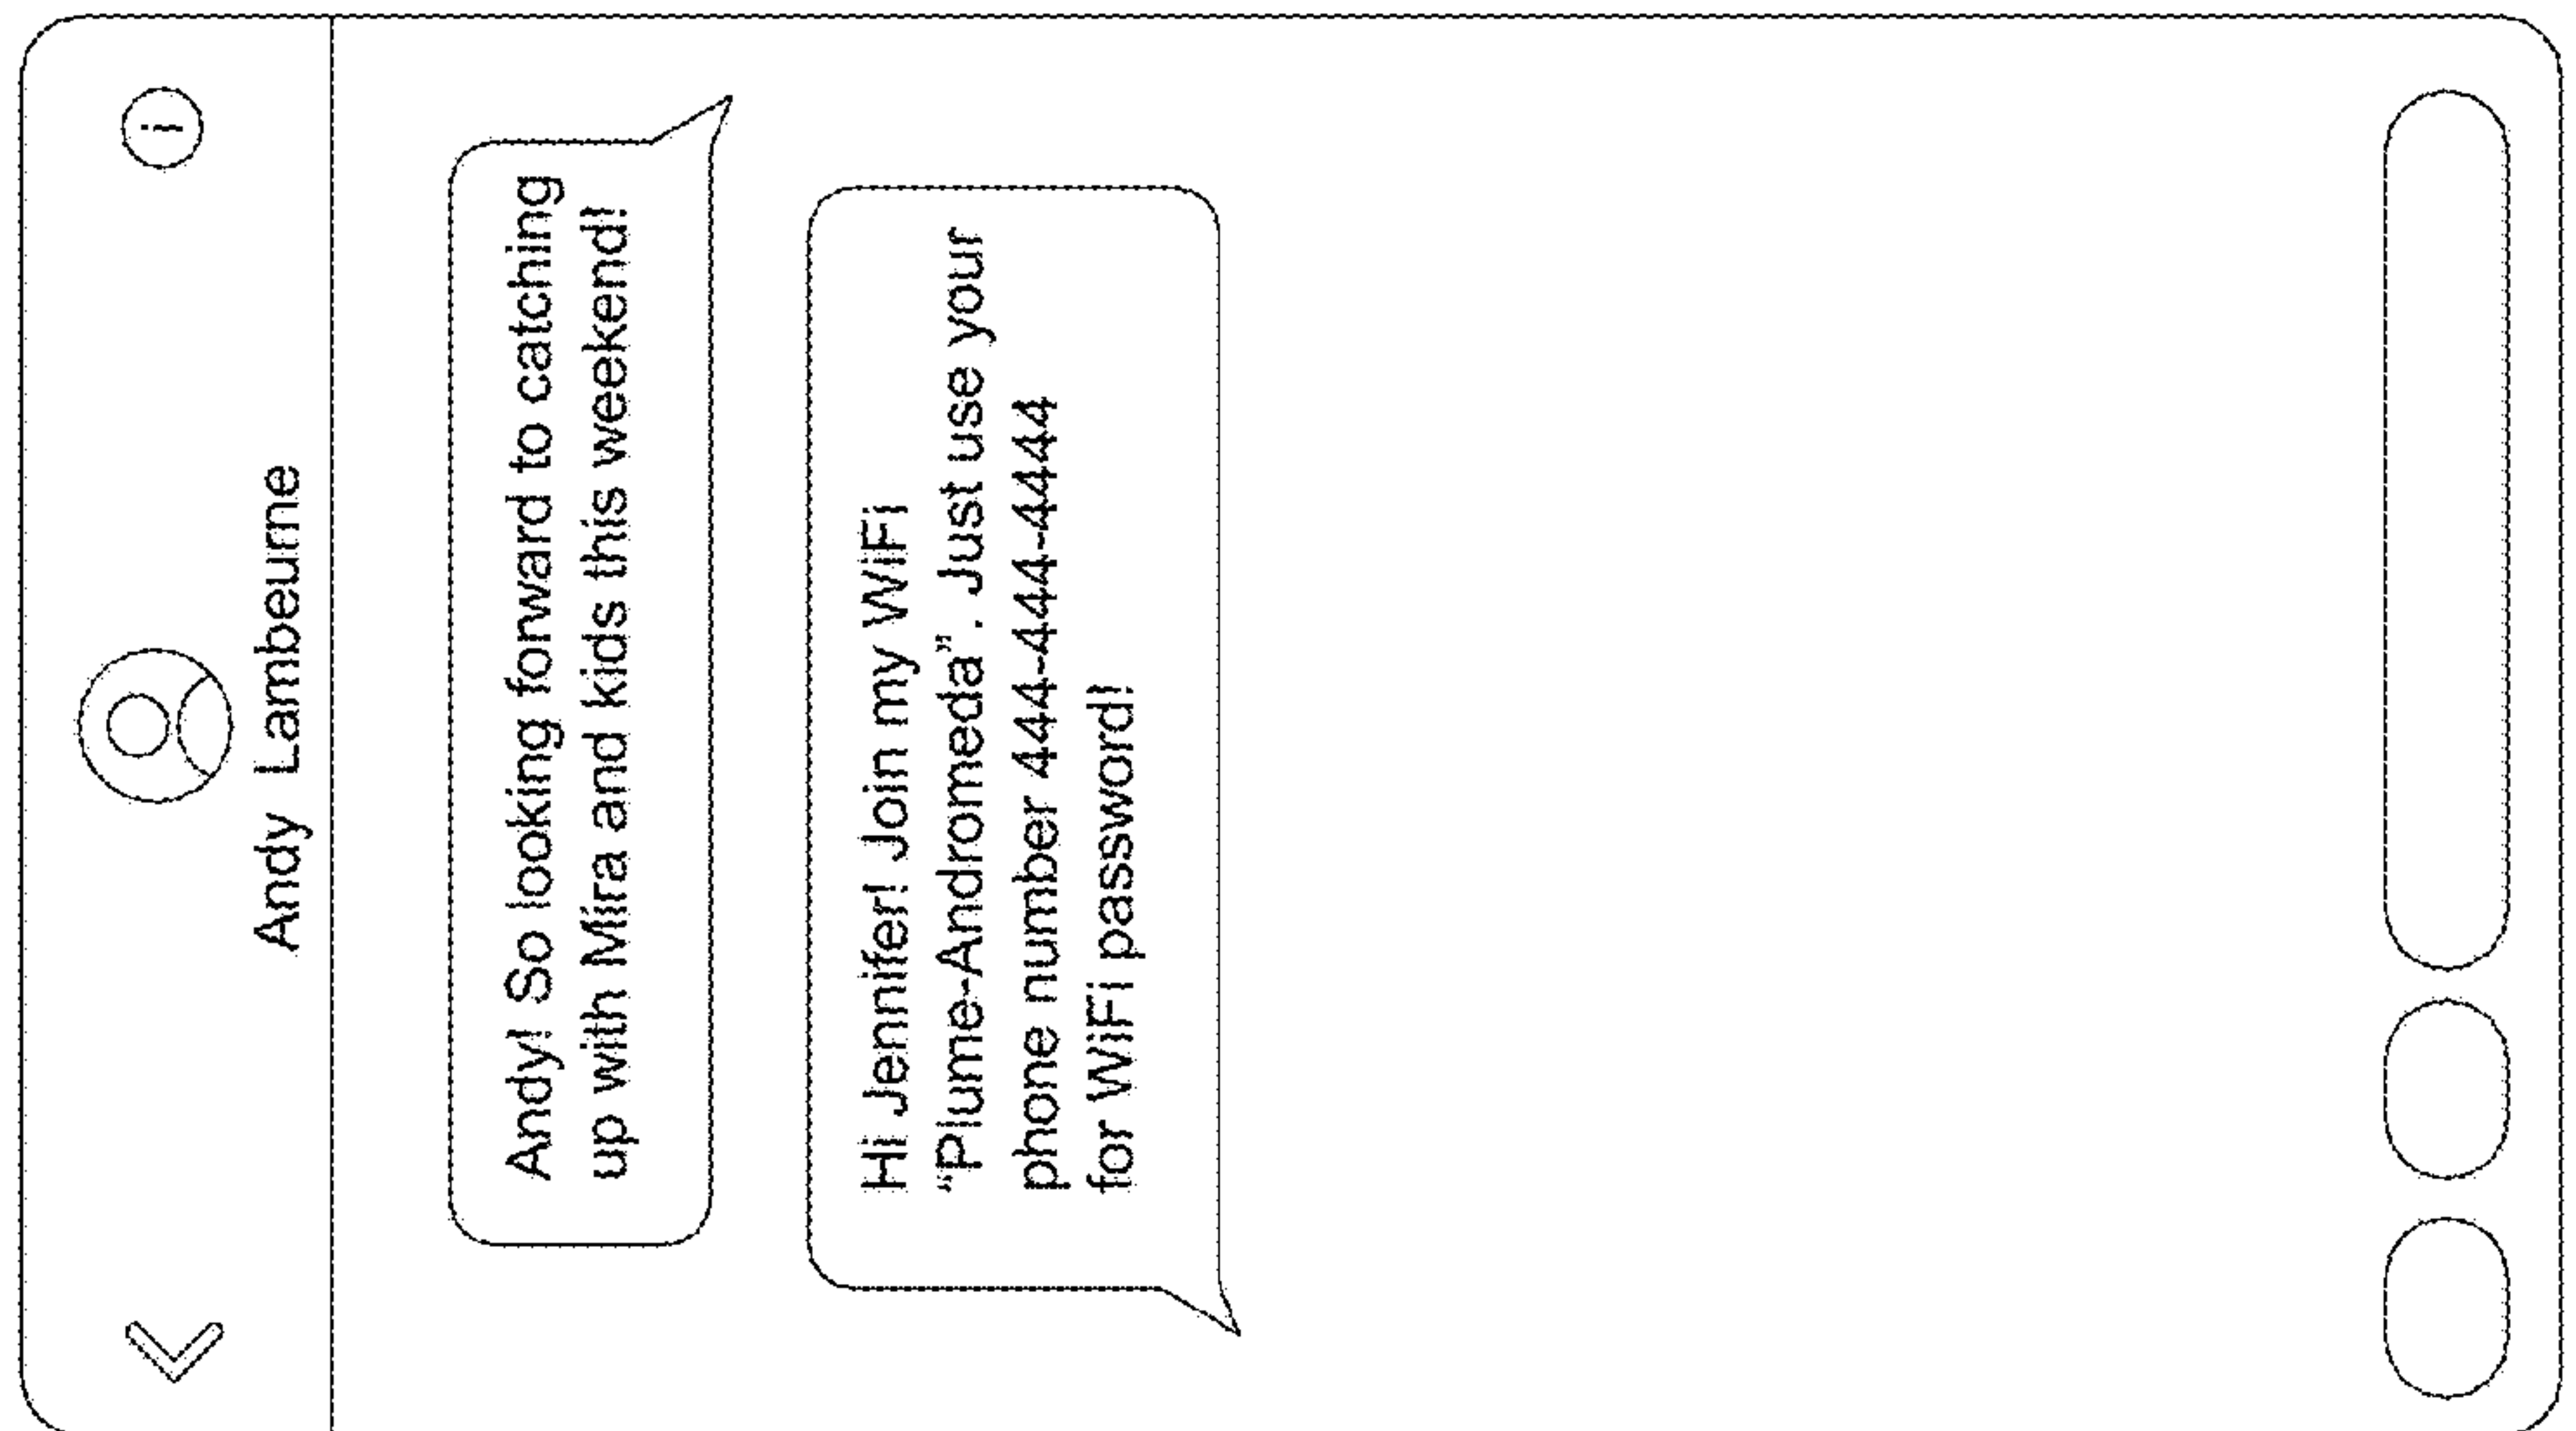 i
Andy Lambeurne
Andy! So looking forward to catching
up with Mira and kids this weekend!
Hi Jennifer! Join my WiFi
“Plume-Andromeda”. Just use your
phone number 444-444-444-4444
for WiFi password!